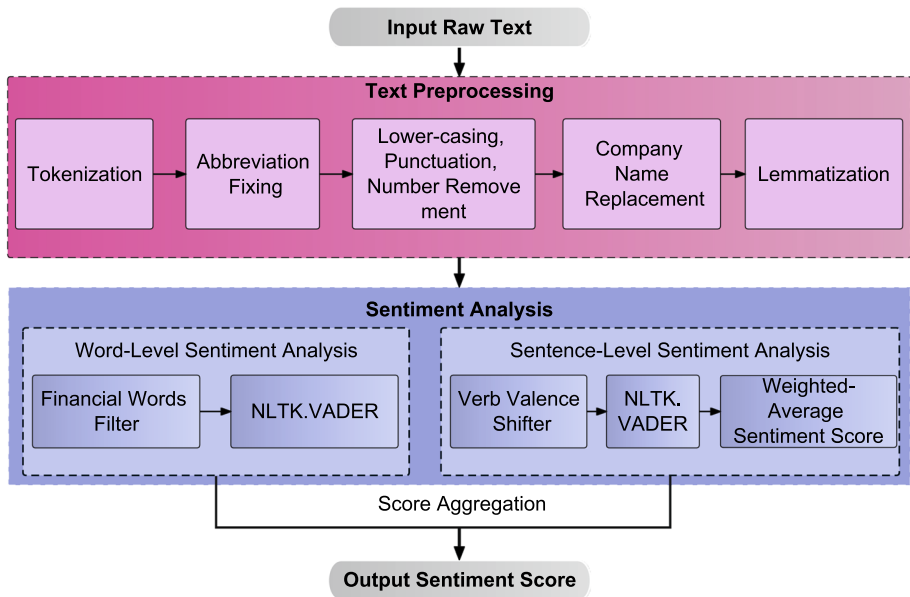 Input Raw Text
Text Preprocessing
Tokenization
Abbreviation
Fixing
Lower-casing,
Punctuation,
Number Remove
ment
Company
Name
Replacement
Lemmatization
Sentiment Analysis
Word-Level Sentiment Analysis
Financial Words
Filter
NLTK.VADER
Sentence-Level Sentiment Analysis
Verb Valence
Shifter
NLTK.
VADER
Weighted-
Average
Sentiment Score
Score Aggregation
Output Sentiment Score